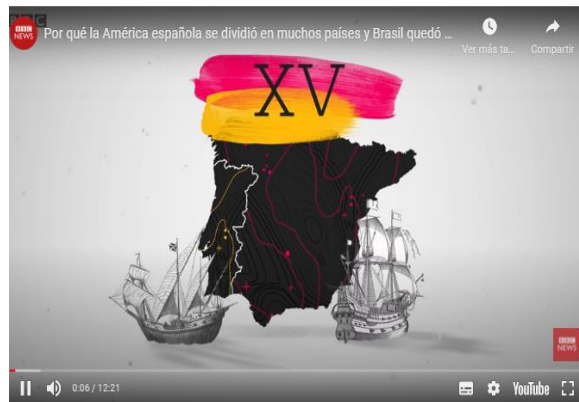 BBC
NEWS
Por qué la América española se dividió en muchos países y Brasil quedó ...
Ver más ta...
Compartir
XV
BBC
NEWS
0:06 / 12:21
YouTube